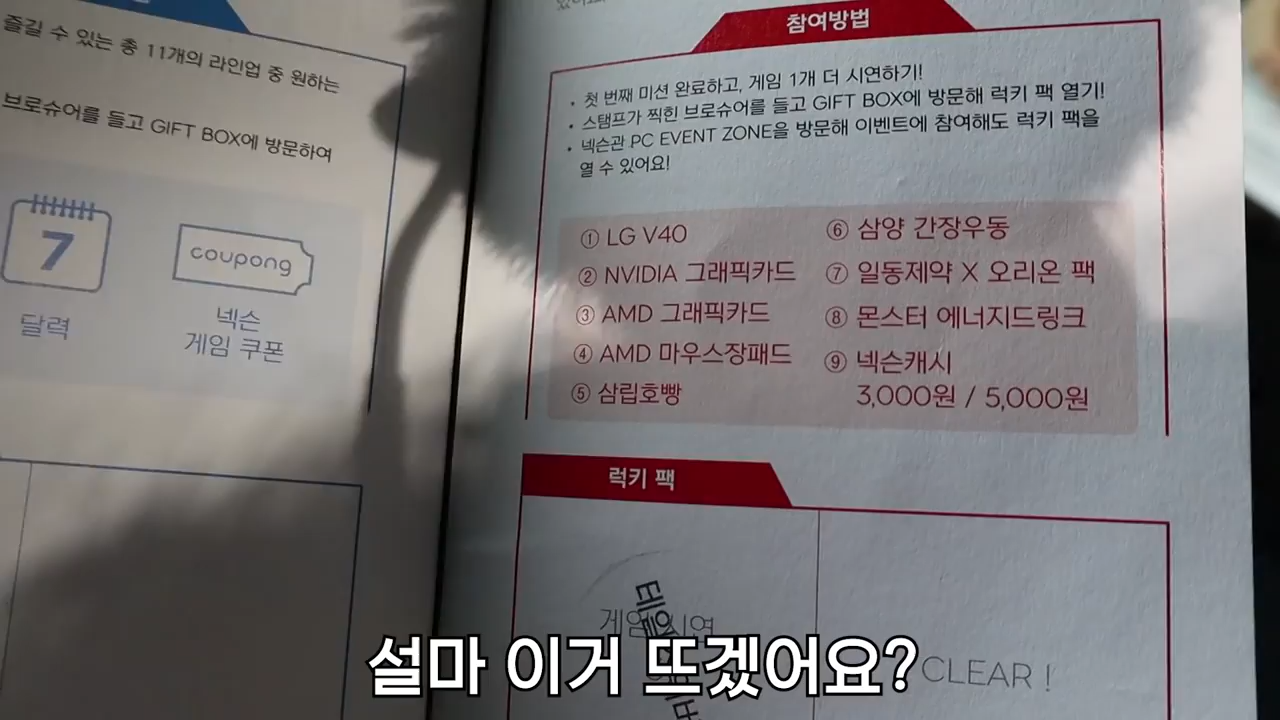 즐길 수 있는 총 11개의 라인업 중 원하는
브로슈어를 들고 GIFT BOX에 방문하여
7
coupong
달력
넥슨
게임 쿠폰
참여방법
• 첫 번째 미션 완료하고, 게임 1개 더 시연하기!
• 스탬프가 찍힌 브로슈어를 들고 GIFT BOX에 방문해 럭키 팩 열기!
• 넥슨관 PC EVENT ZONE을 방문해 이벤트에 참여해도 럭키 팩을
열 수 있어요!
① LG V40
② NVIDIA 그래픽카드
③ AMD 그래픽카드
④ AMD 마우스장패드
⑤ 삼립호빵
⑥ 삼양 간장우동
⑦ 일동제약 X 오리온 팩
⑧ 몬스터 에너지드링크
⑨ 넥슨캐시
3,000원 / 5,000원
럭키 팩
게임 시연
테일즈
CLEAR !
설마 이거 뜨겠어요?